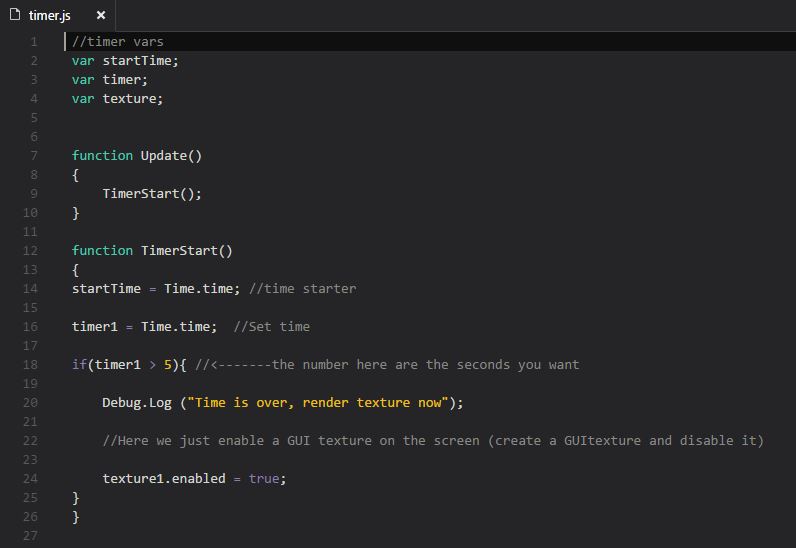 timer.js ×
1 //timer vars
2 var startTime;
3 var timer;
4 var texture;
5
6
7 function Update()
8 {
9     TimerStart();
10 }
11
12 function TimerStart()
13 {
14 startTime = Time.time; //time starter
15
16 timer1 = Time.time;  //Set time
17
18 if(timer1 > 5){ //<-------the number here are the seconds you want
19
20     Debug.Log ("Time is over, render texture now");
21
22     //Here we just enable a GUI texture on the screen (create a GUItexture and disable it)
23
24     texture1.enabled = true;
25 }
26 }
27